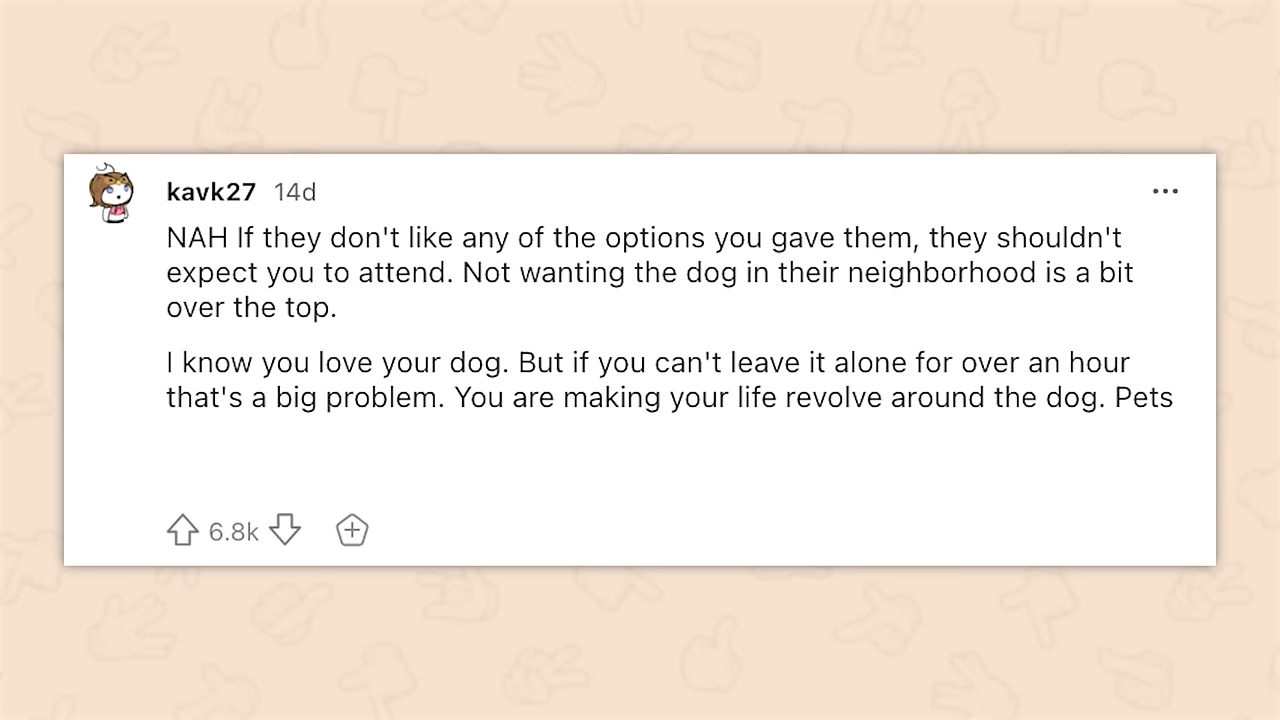 kavk27 14d
NAH If they don't like any of the options you gave them, they shouldn't
expect you to attend. Not wanting the dog in their neighborhood is a bit
over the top.
I know you love your dog. But if you can't leave it alone for over an hour
that's a big problem. You are making your life revolve around the dog. Pets
6.8k